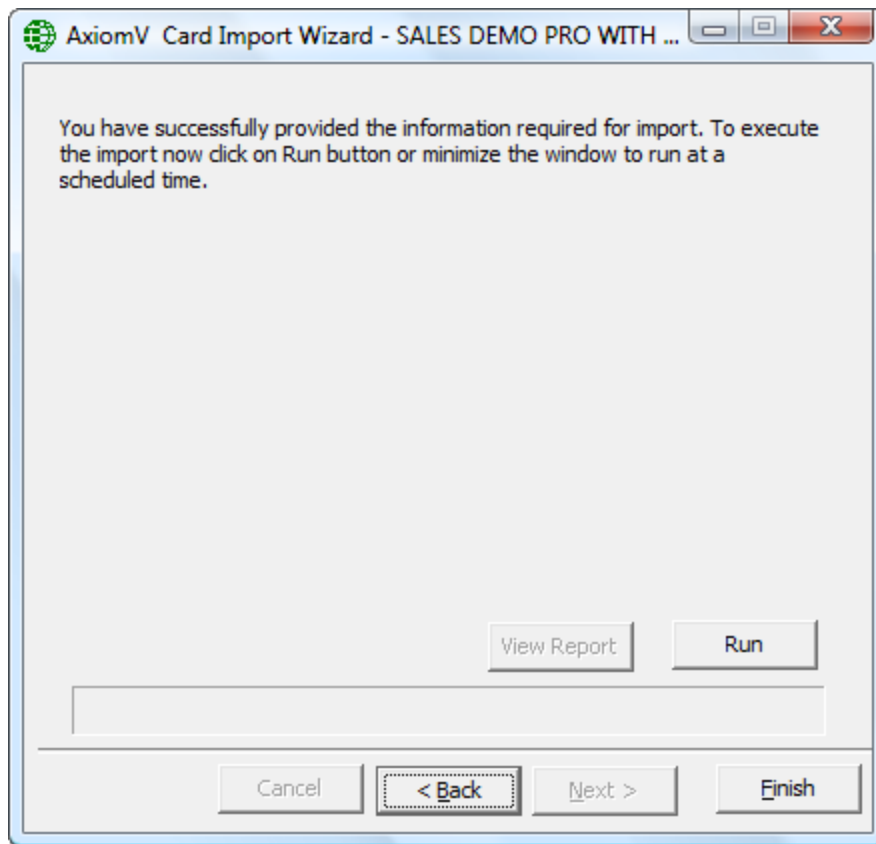 AxiomV Card Import Wizard - SALES DEMO PRO WITH ...
You have successfully provided the information required for import. To execute
the import now click on Run button or minimize the window to run at a
scheduled time.
View Report
Run
Cancel
< Back
Next >
Finish